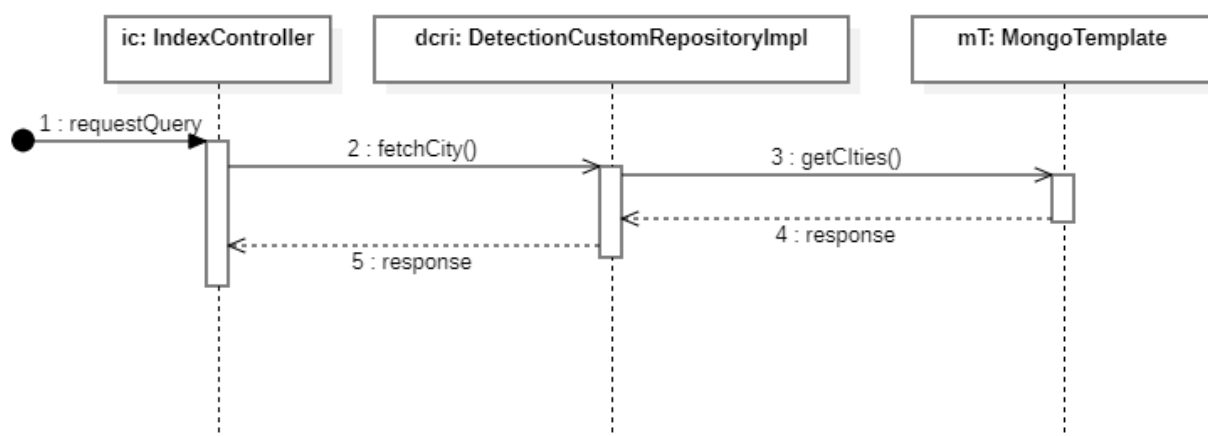 ic: IndexController
dcri: DetectionCustomRepositoryImpl
mT: MongoTemplate
1 : requestQuery
2 : fetchCity()
3 : getCIties()
4 : response
5 : response